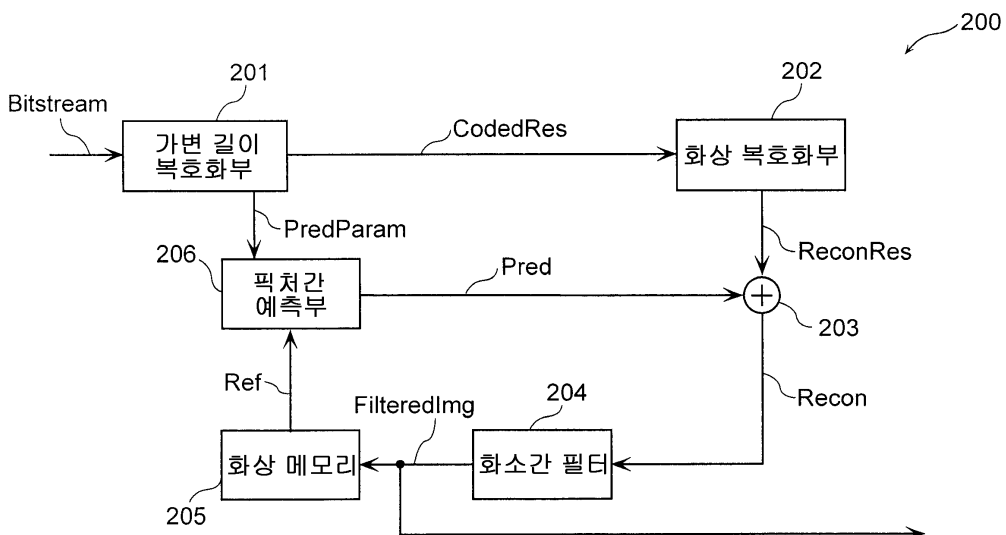 200
201
202
Bitstream
가변 길이
복호화부
CodedRes
화상 복호화부
PredParam
ReconRes
206
픽처간
예측부
Pred
+
203
Ref
FilteredImg
204
Recon
화상 메모리
화소간 필터
205